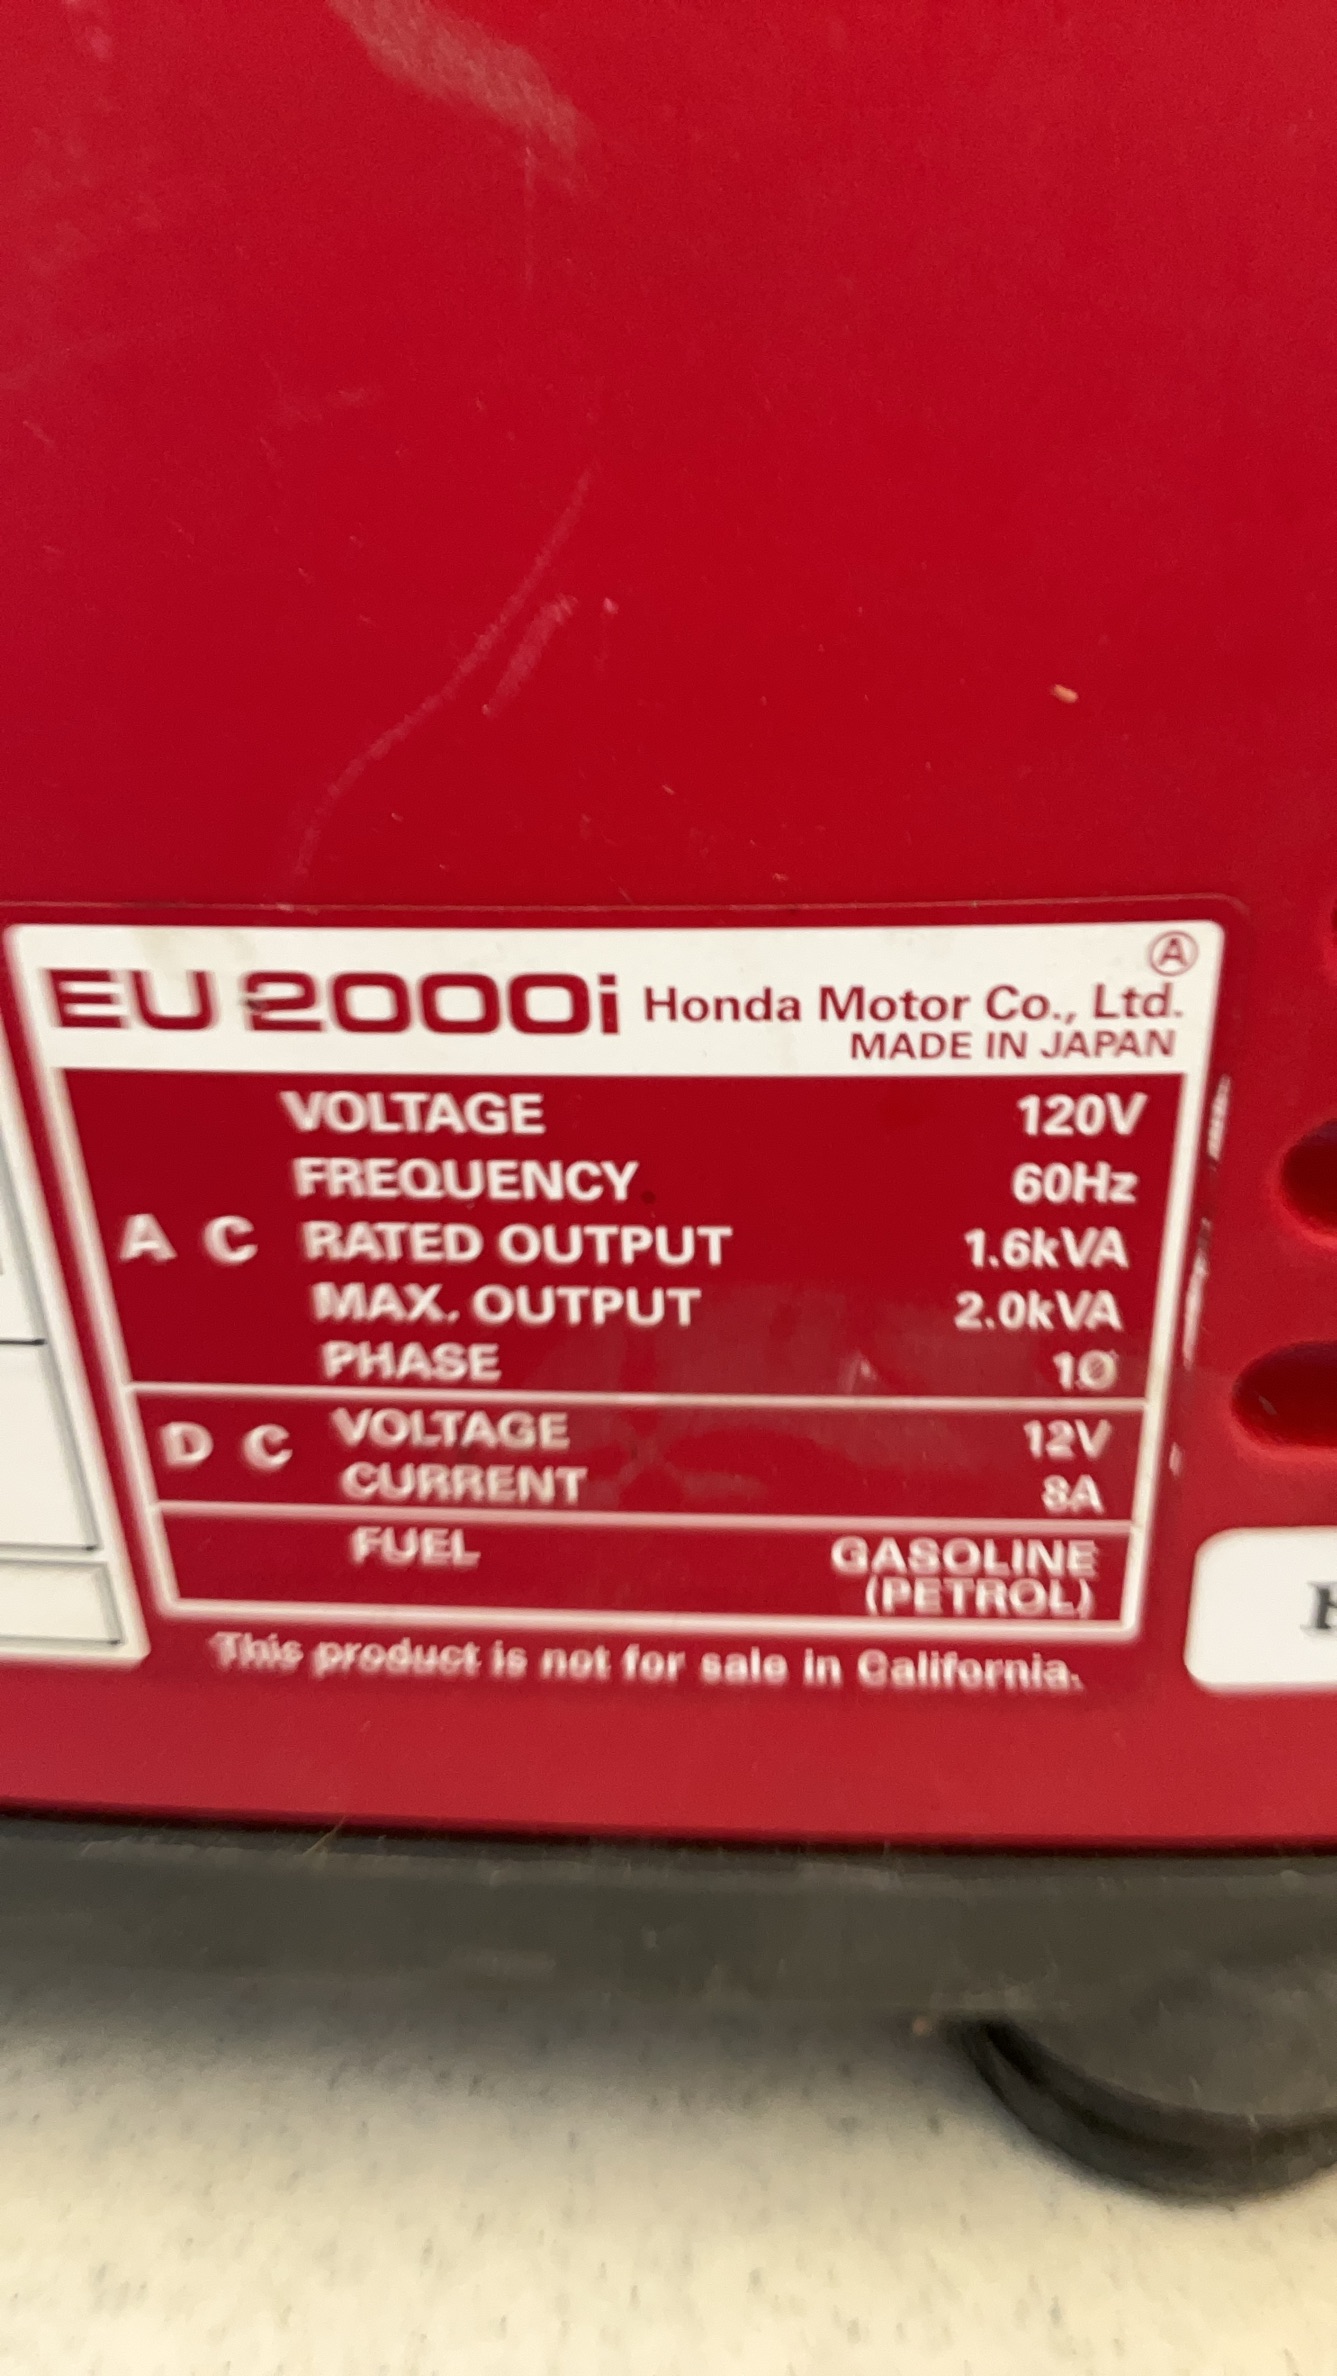 Ⓐ
EU 2000i Honda Motor Co., Ltd.
MADE IN JAPAN
VOLTAGE 120V
FREQUENCY 60Hz
A C RATED OUTPUT 1.6kVA
MAX. OUTPUT 2.0kVA
PHASE 1Ø
D C VOLTAGE 12V
CURRENT 8A
FUEL GASOLINE
(PETROL)
This product is not for sale in California.